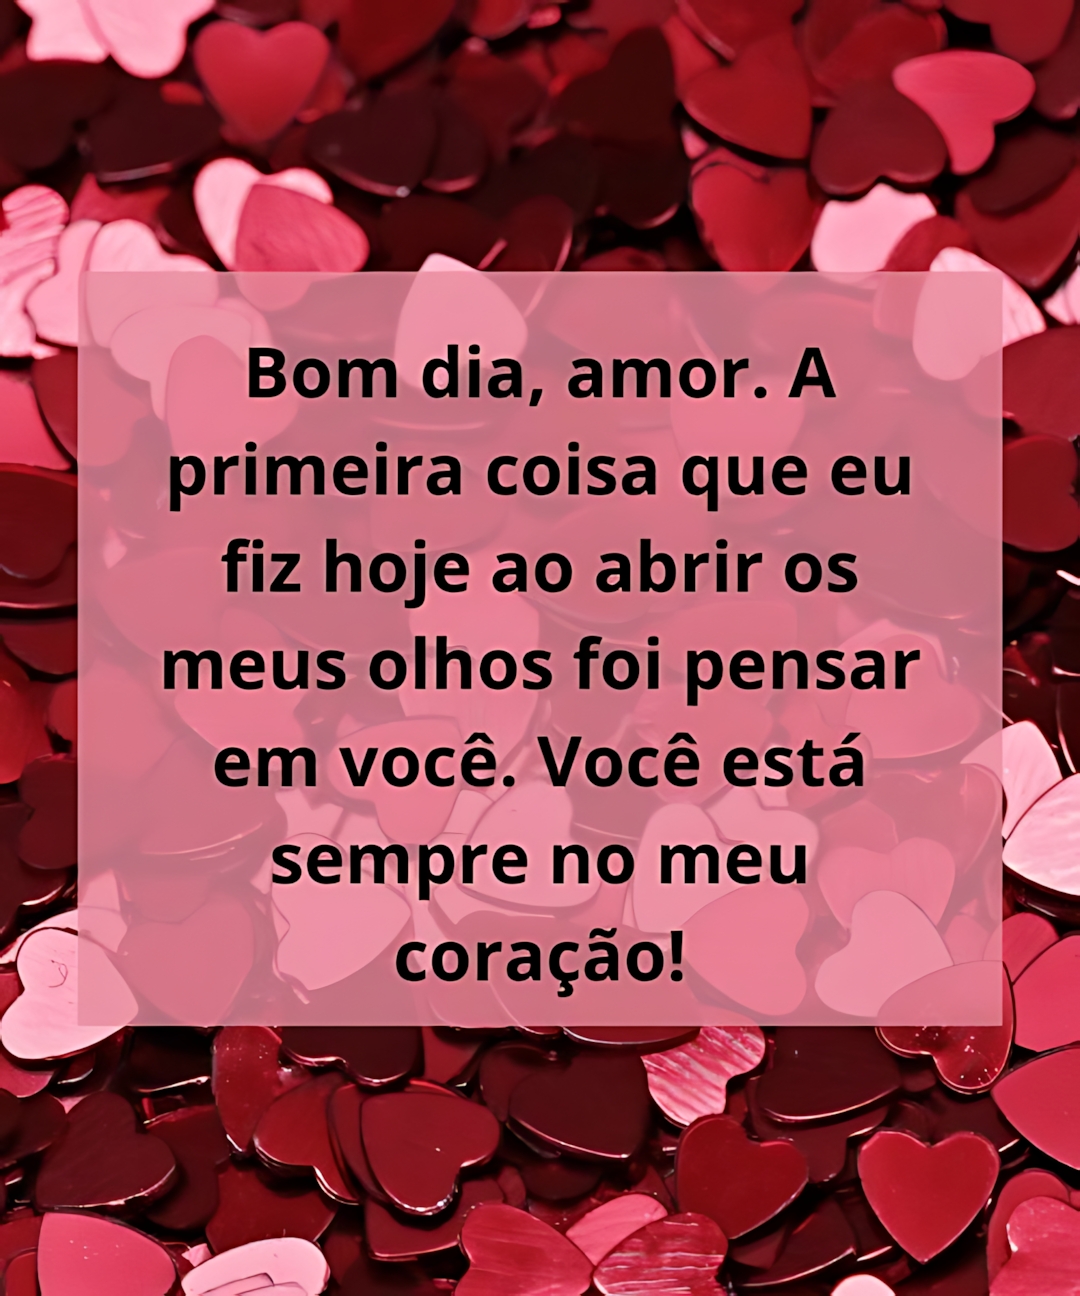 Bom dia, amor. A
primeira coisa que eu
fiz hoje ao abrir os
meus olhos foi pensar
em você. Você está
sempre no meu
coração!